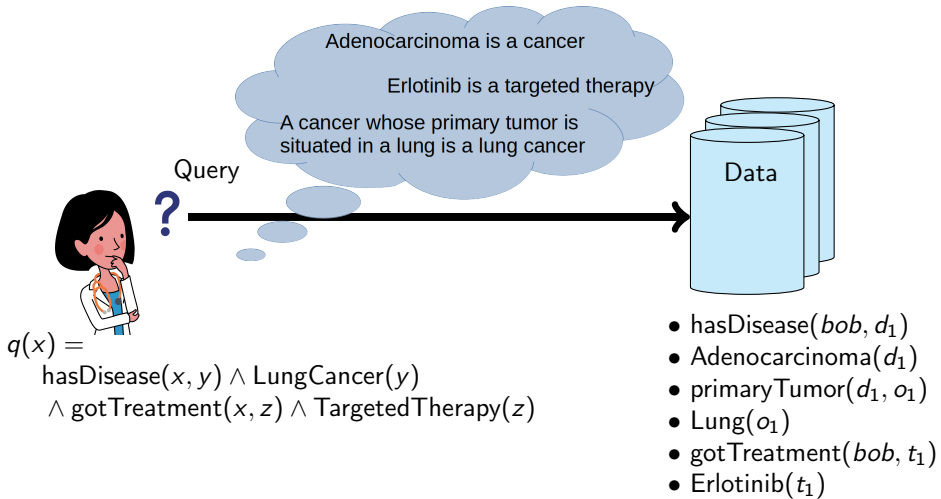 Adenocarcinoma is a cancer
Erlotinib is a targeted therapy
A cancer whose primary tumor is
situated in a lung is a lung cancer
Query
?
Data
q(x) =
hasDisease(x, y) ∧ LungCancer(y)
∧ gotTreatment(x, z) ∧ TargetedTherapy(z)
• hasDisease(bob, d₁)
• Adenocarcinoma(d₁)
• primaryTumor(d₁, o₁)
• Lung(o₁)
• gotTreatment(bob, t₁)
• Erlotinib(t₁)